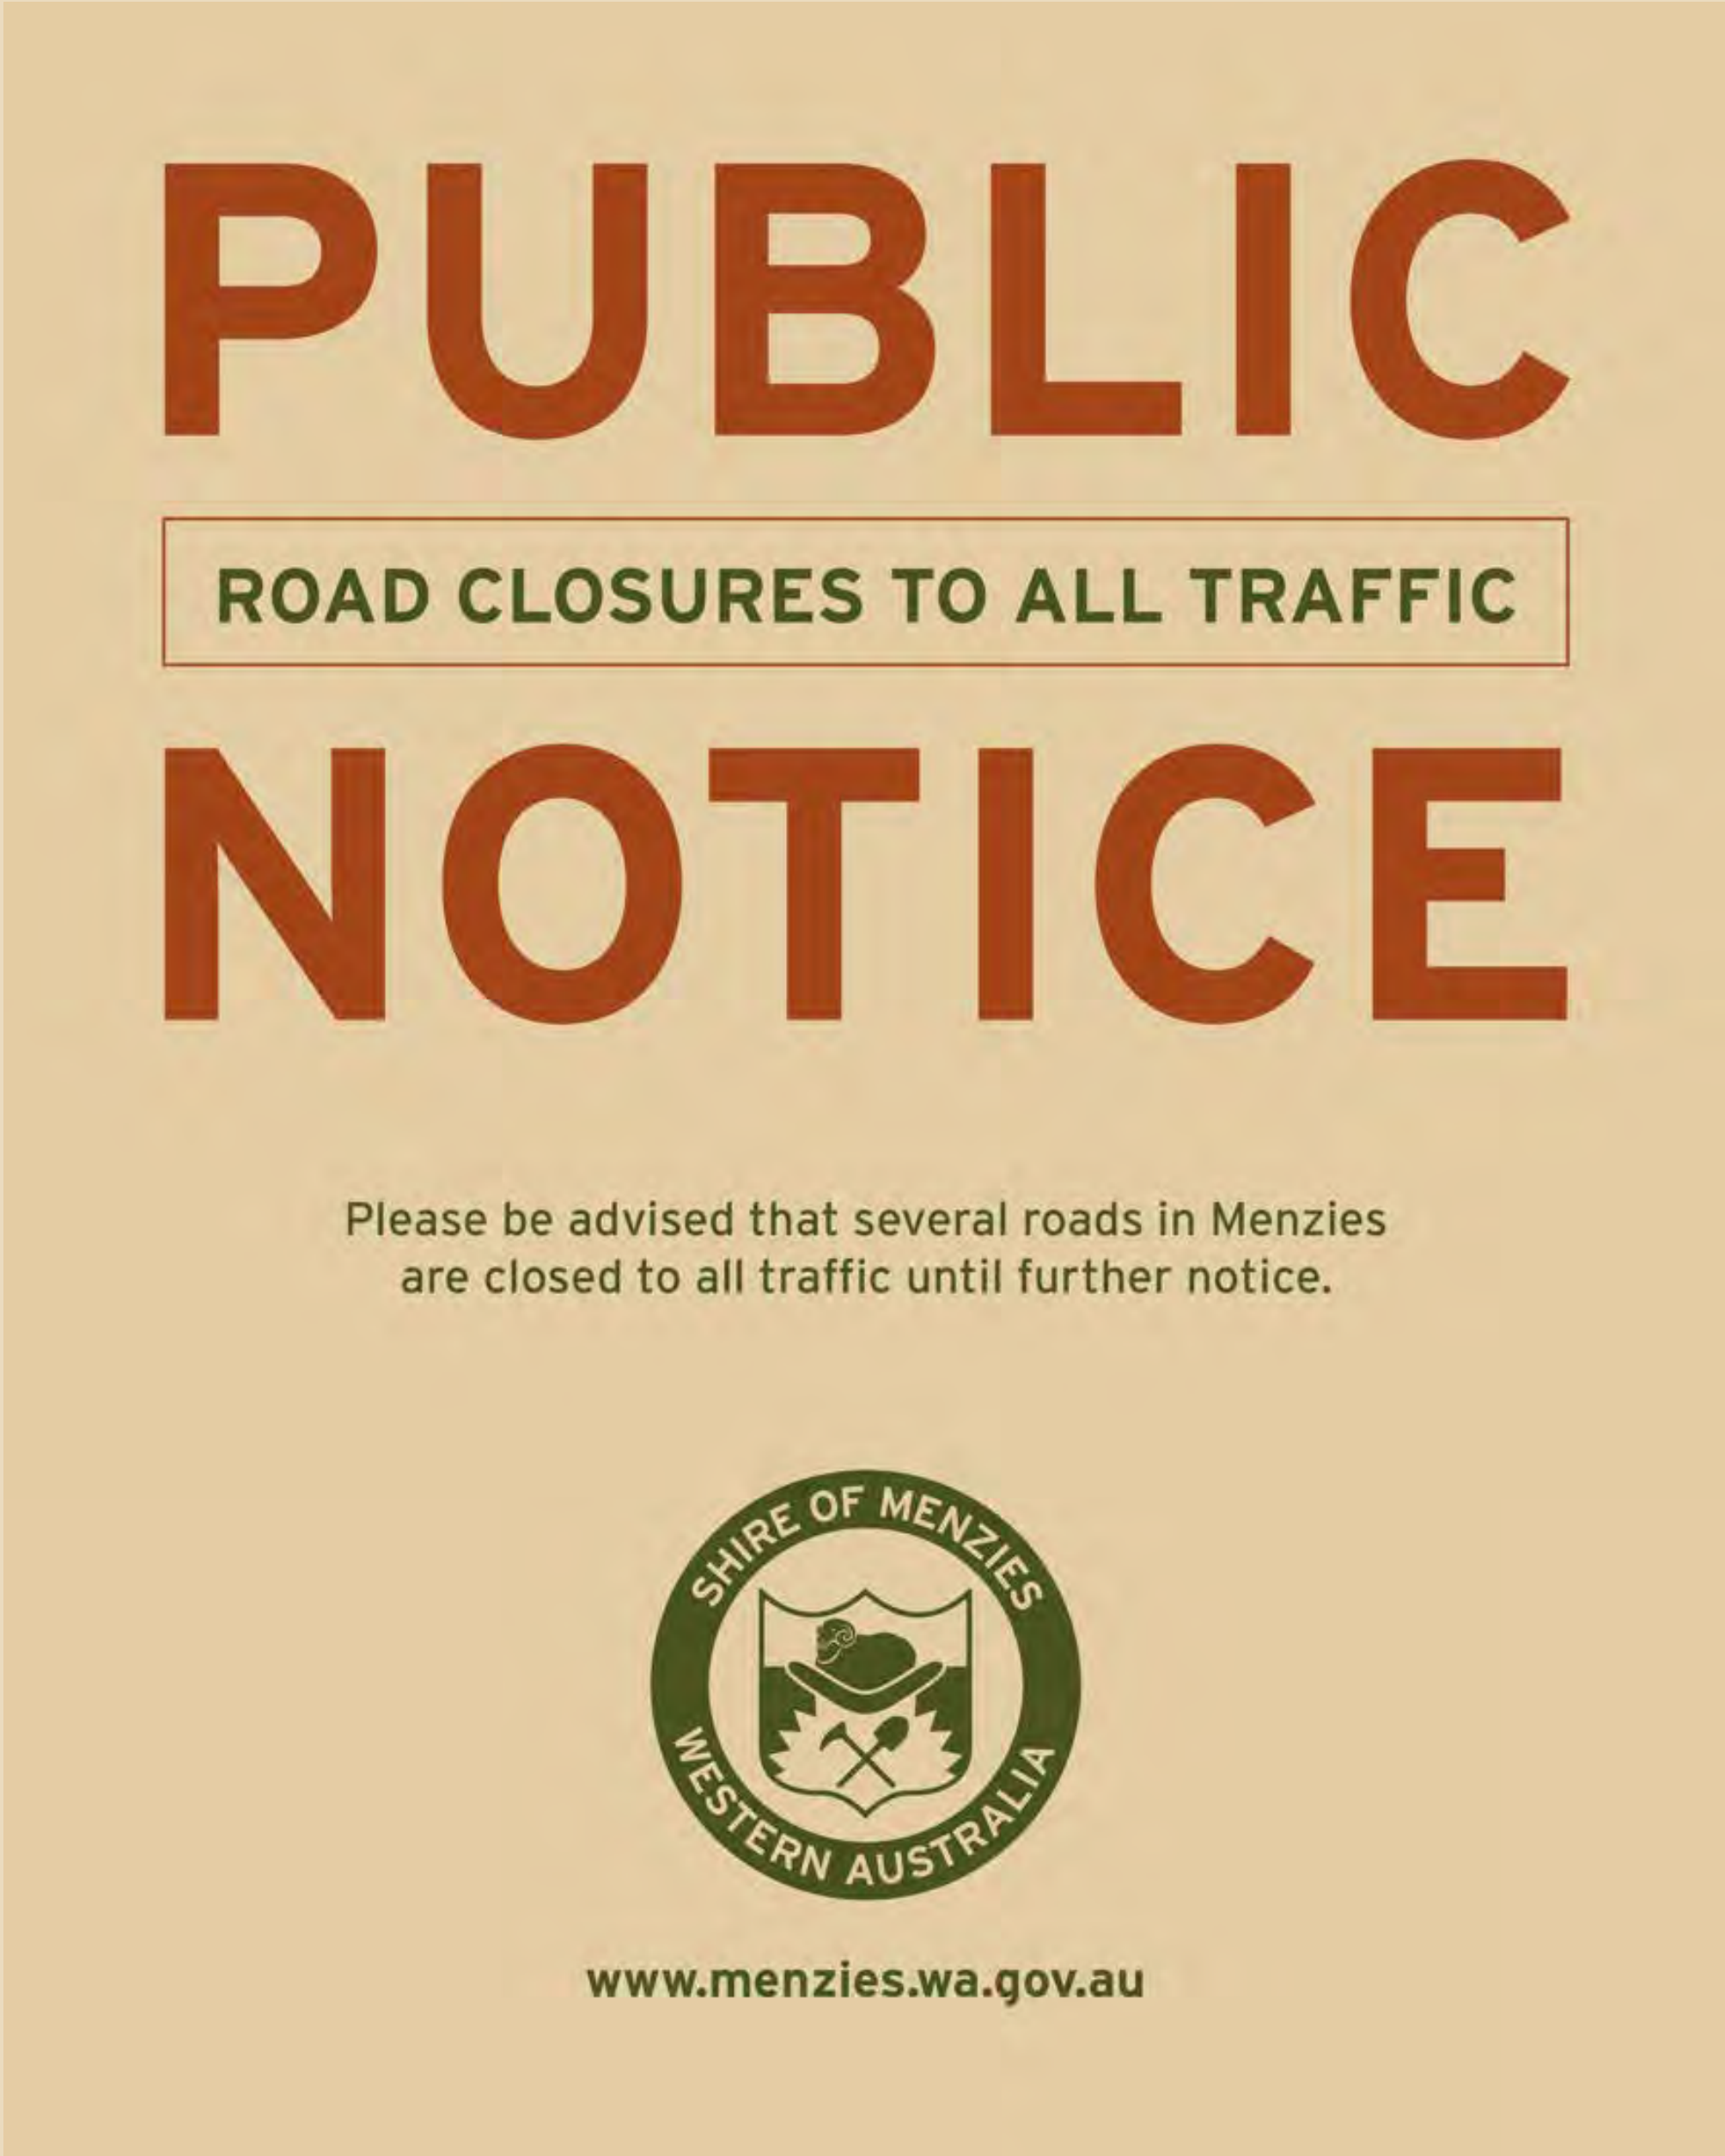 PUBLIC
ROAD CLOSURES TO ALL TRAFFIC
NOTICE
Please be advised that several roads in Menzies
are closed to all traffic until further notice.
SHIRE OF MENZIES
WESTERN AUSTRALIA
www.menzies.wa.gov.au